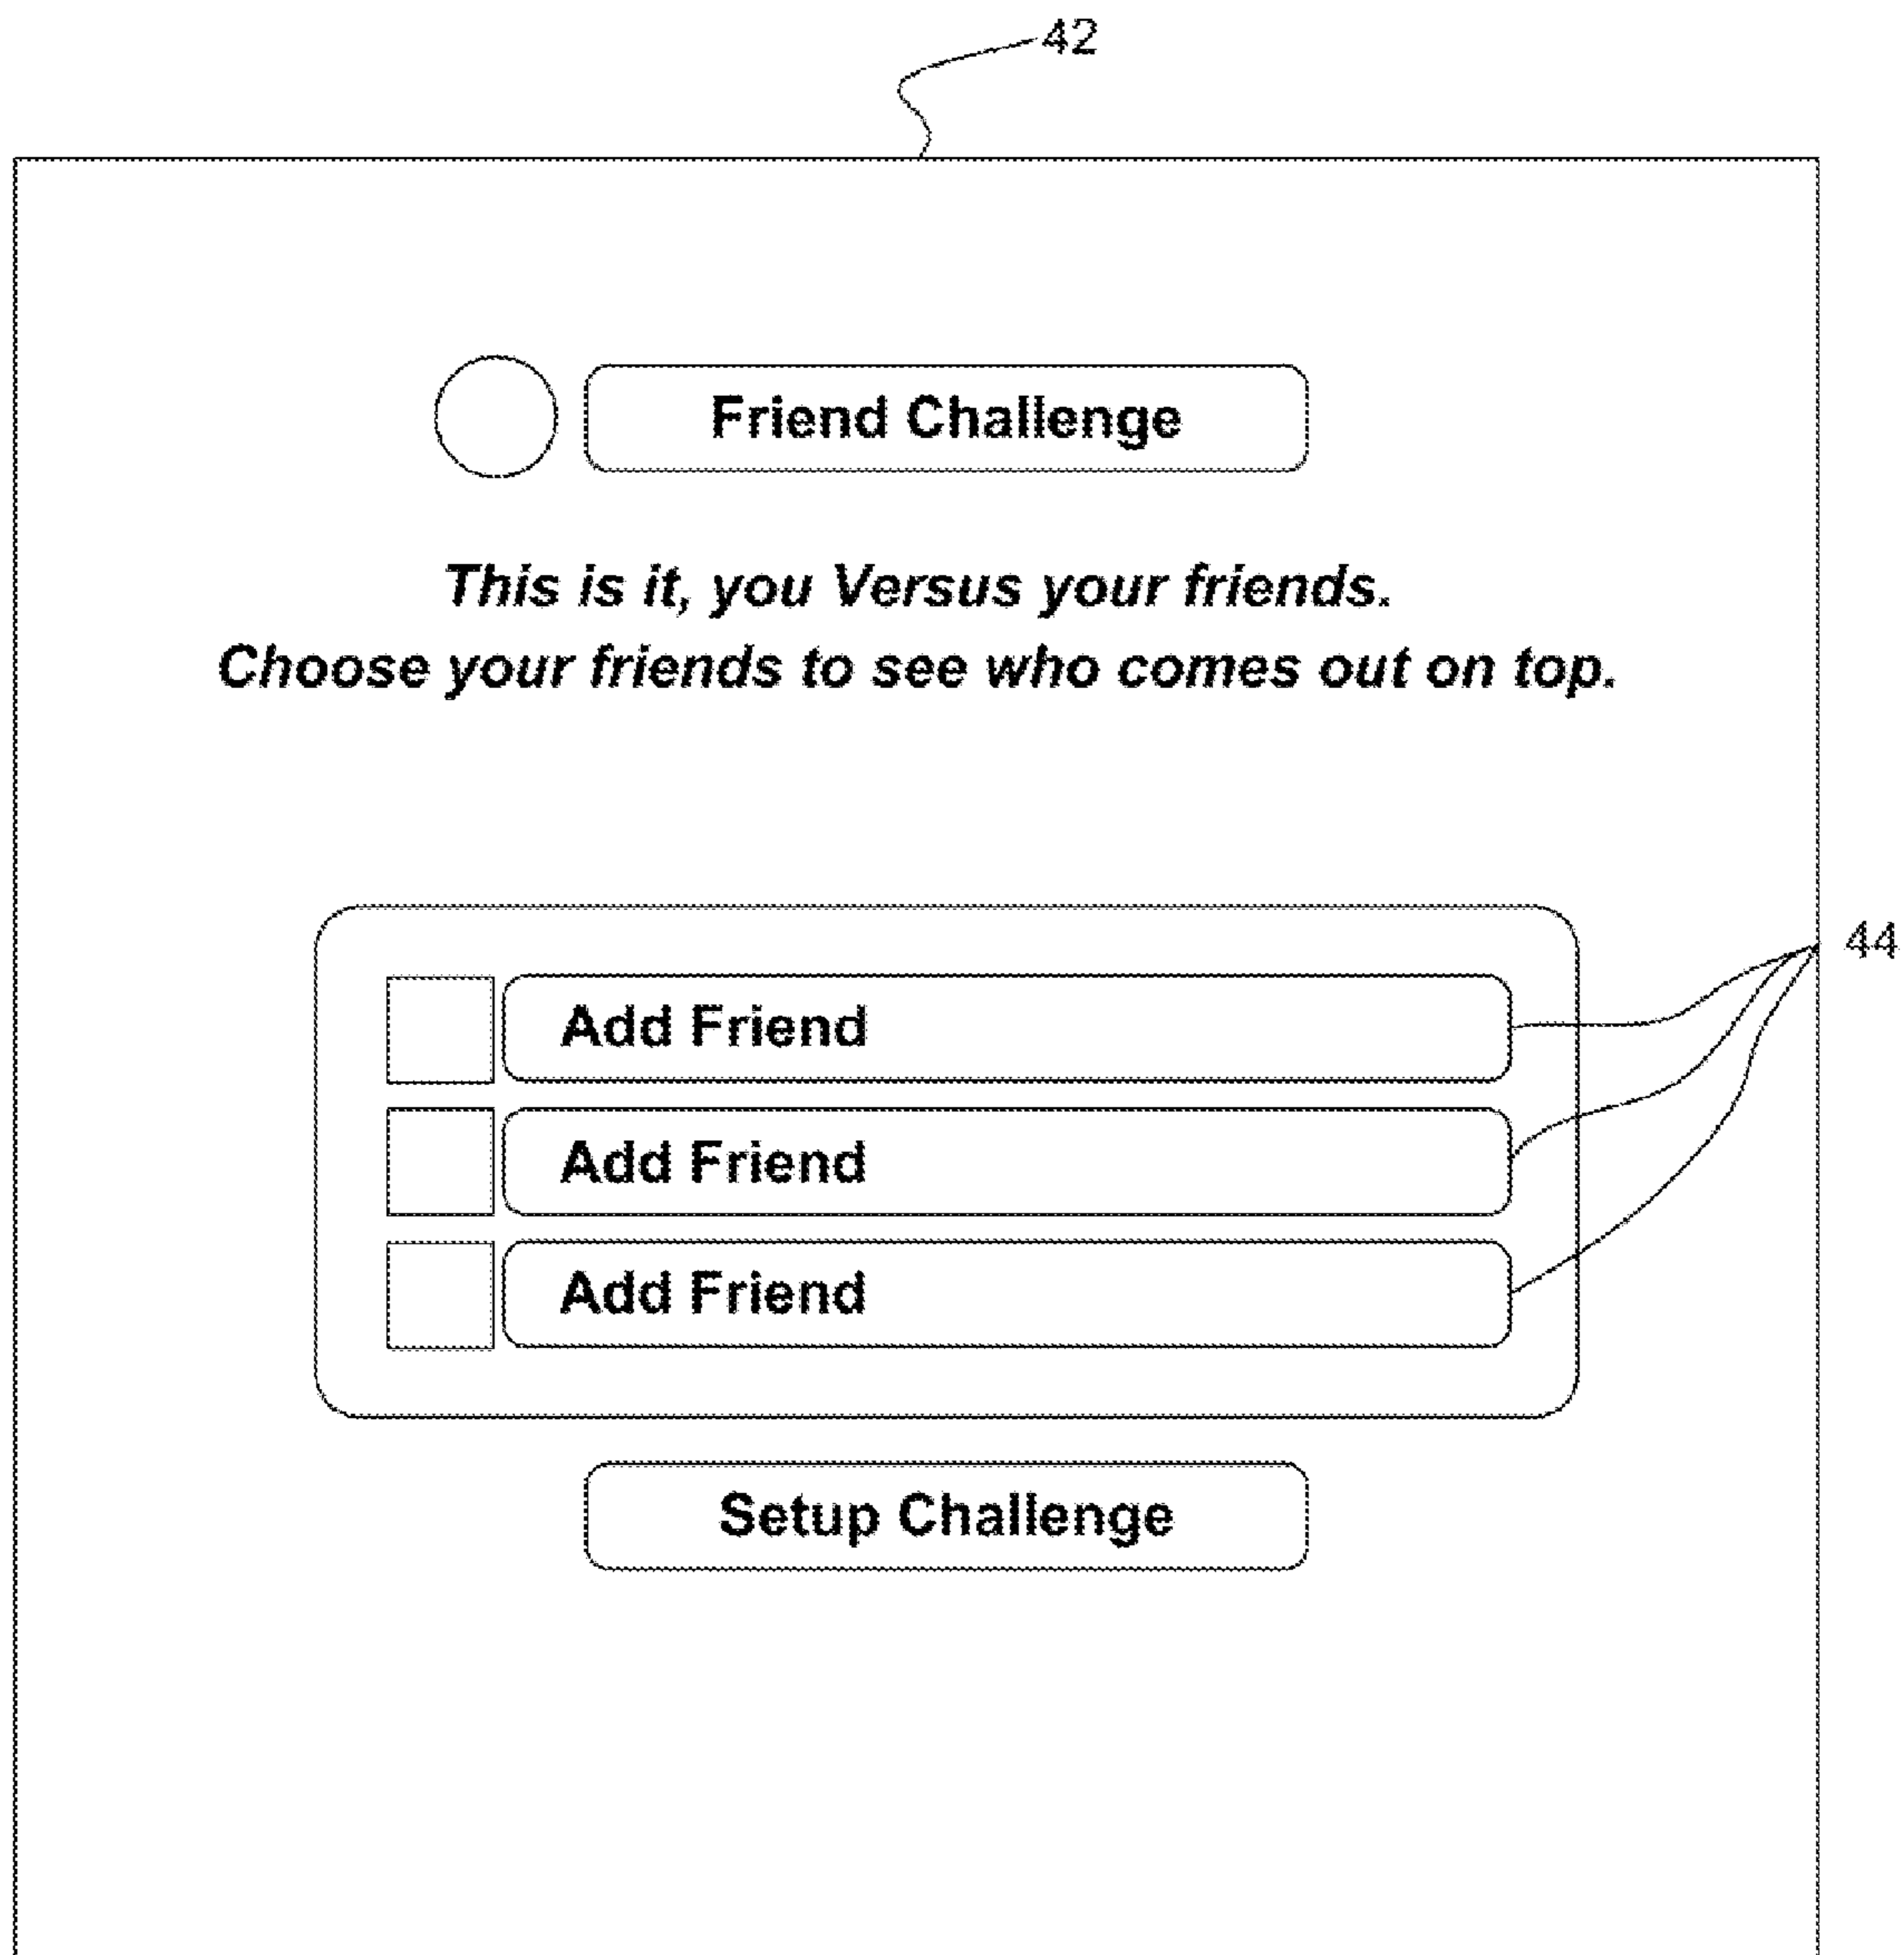 42
Friend Challenge
This is it, you Versus your friends.
Choose your friends to see who comes out on top.
44
Add Friend
Add Friend
Add Friend
Setup Challenge